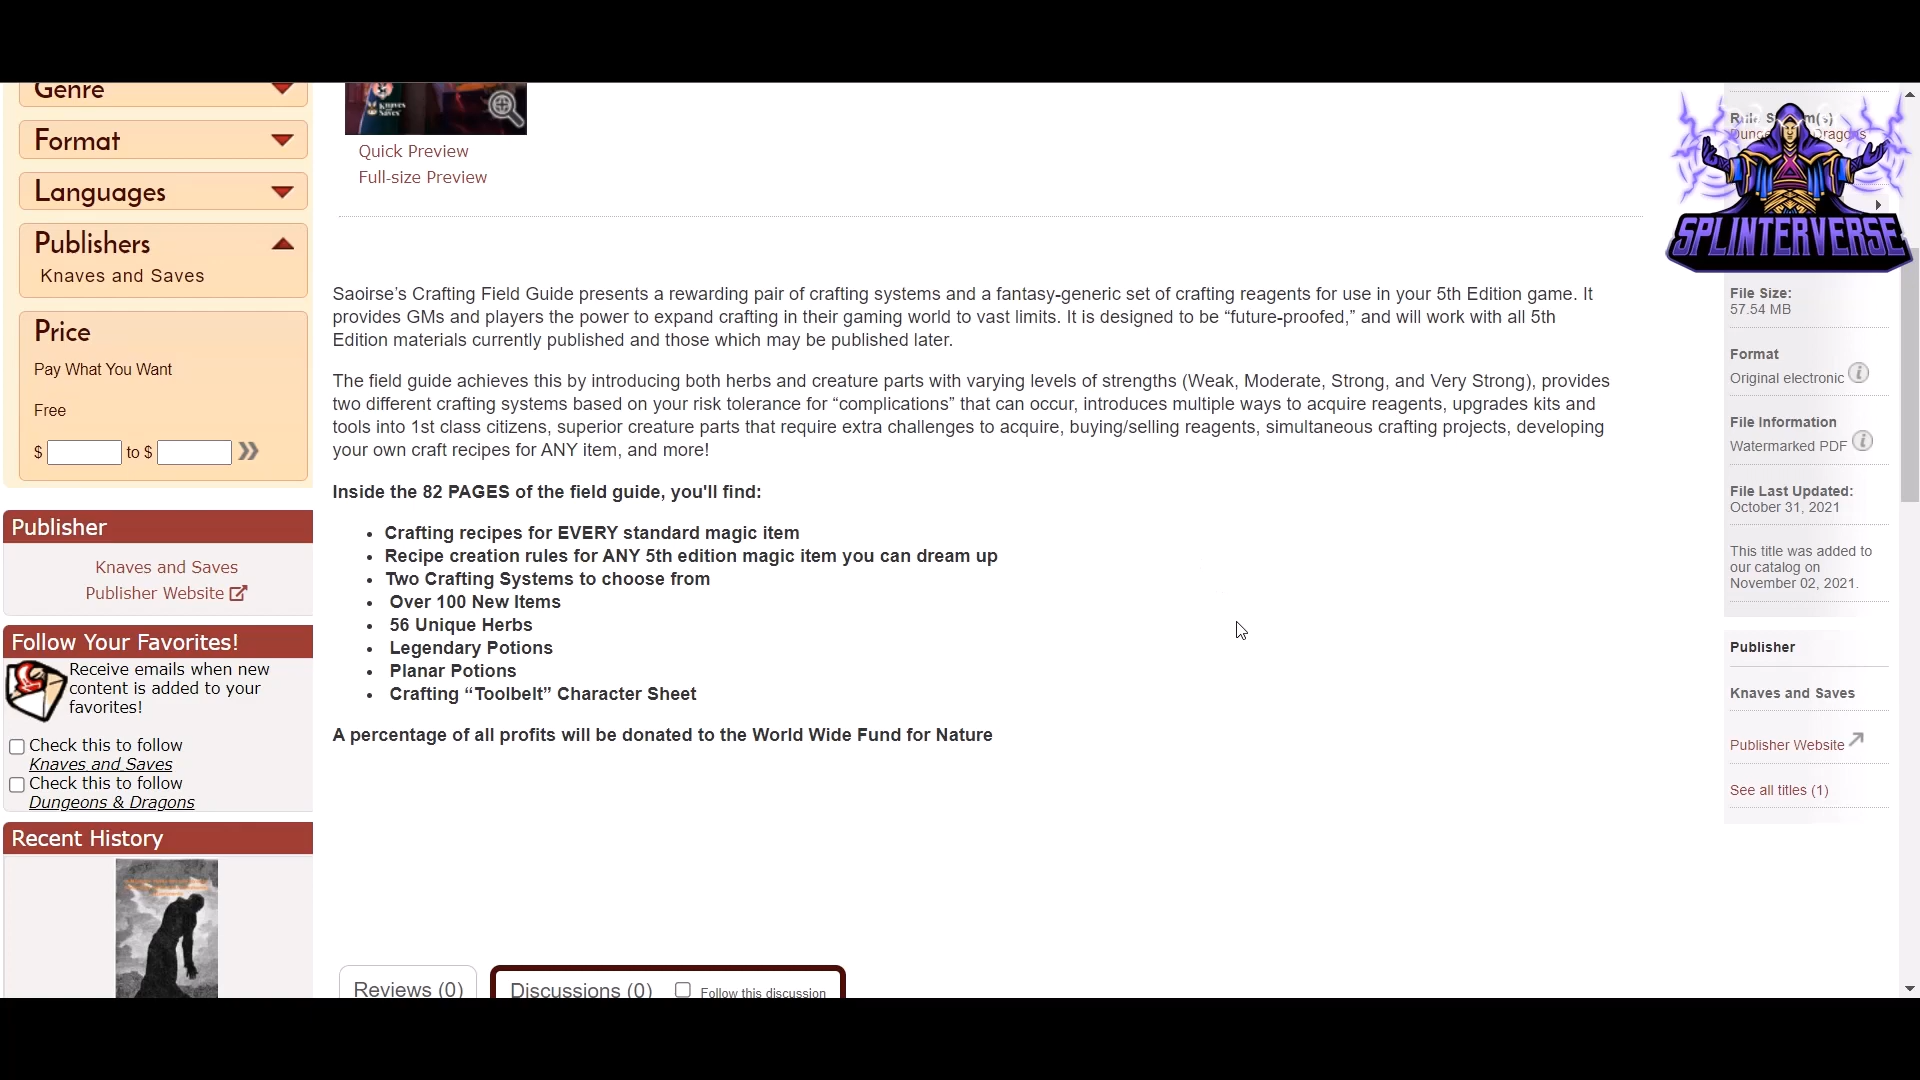 Genre
Format
Languages
Publishers
Knaves and Saves
Price
Pay What You Want
Free
$ to $
Publisher
Knaves and Saves
Publisher Website
Follow Your Favorites!
Receive emails when new
content is added to your
favorites!
Check this to follow
Knaves and Saves
Check this to follow
Dungeons & Dragons
Recent History
Knaves
Saves
Quick Preview
Full-size Preview
Saoirse’s Crafting Field Guide presents a rewarding pair of crafting systems and a fantasy-generic set of crafting reagents for use in your 5th Edition game. It
provides GMs and players the power to expand crafting in their gaming world to vast limits. It is designed to be “future-proofed,” and will work with all 5th
Edition materials currently published and those which may be published later.
The field guide achieves this by introducing both herbs and creature parts with varying levels of strengths (Weak, Moderate, Strong, and Very Strong), provides
two different crafting systems based on your risk tolerance for “complications” that can occur, introduces multiple ways to acquire reagents, upgrades kits and
tools into 1st class citizens, superior creature parts that require extra challenges to acquire, buying/selling reagents, simultaneous crafting projects, developing
your own craft recipes for ANY item, and more!
Inside the 82 PAGES of the field guide, you'll find:
• Crafting recipes for EVERY standard magic item
• Recipe creation rules for ANY 5th edition magic item you can dream up
• Two Crafting Systems to choose from
• Over 100 New Items
• 56 Unique Herbs
• Legendary Potions
• Planar Potions
• Crafting “Toolbelt” Character Sheet
A percentage of all profits will be donated to the World Wide Fund for Nature
Reviews (0)
Discussions (0) Follow this discussion
SPLINTERVERSE
File Size:
57.54 MB
Format
Original electronic
File Information
Watermarked PDF
File Last Updated:
October 31, 2021
This title was added to
our catalog on
November 02, 2021.
Publisher
Knaves and Saves
Publisher Website
See all titles (1)